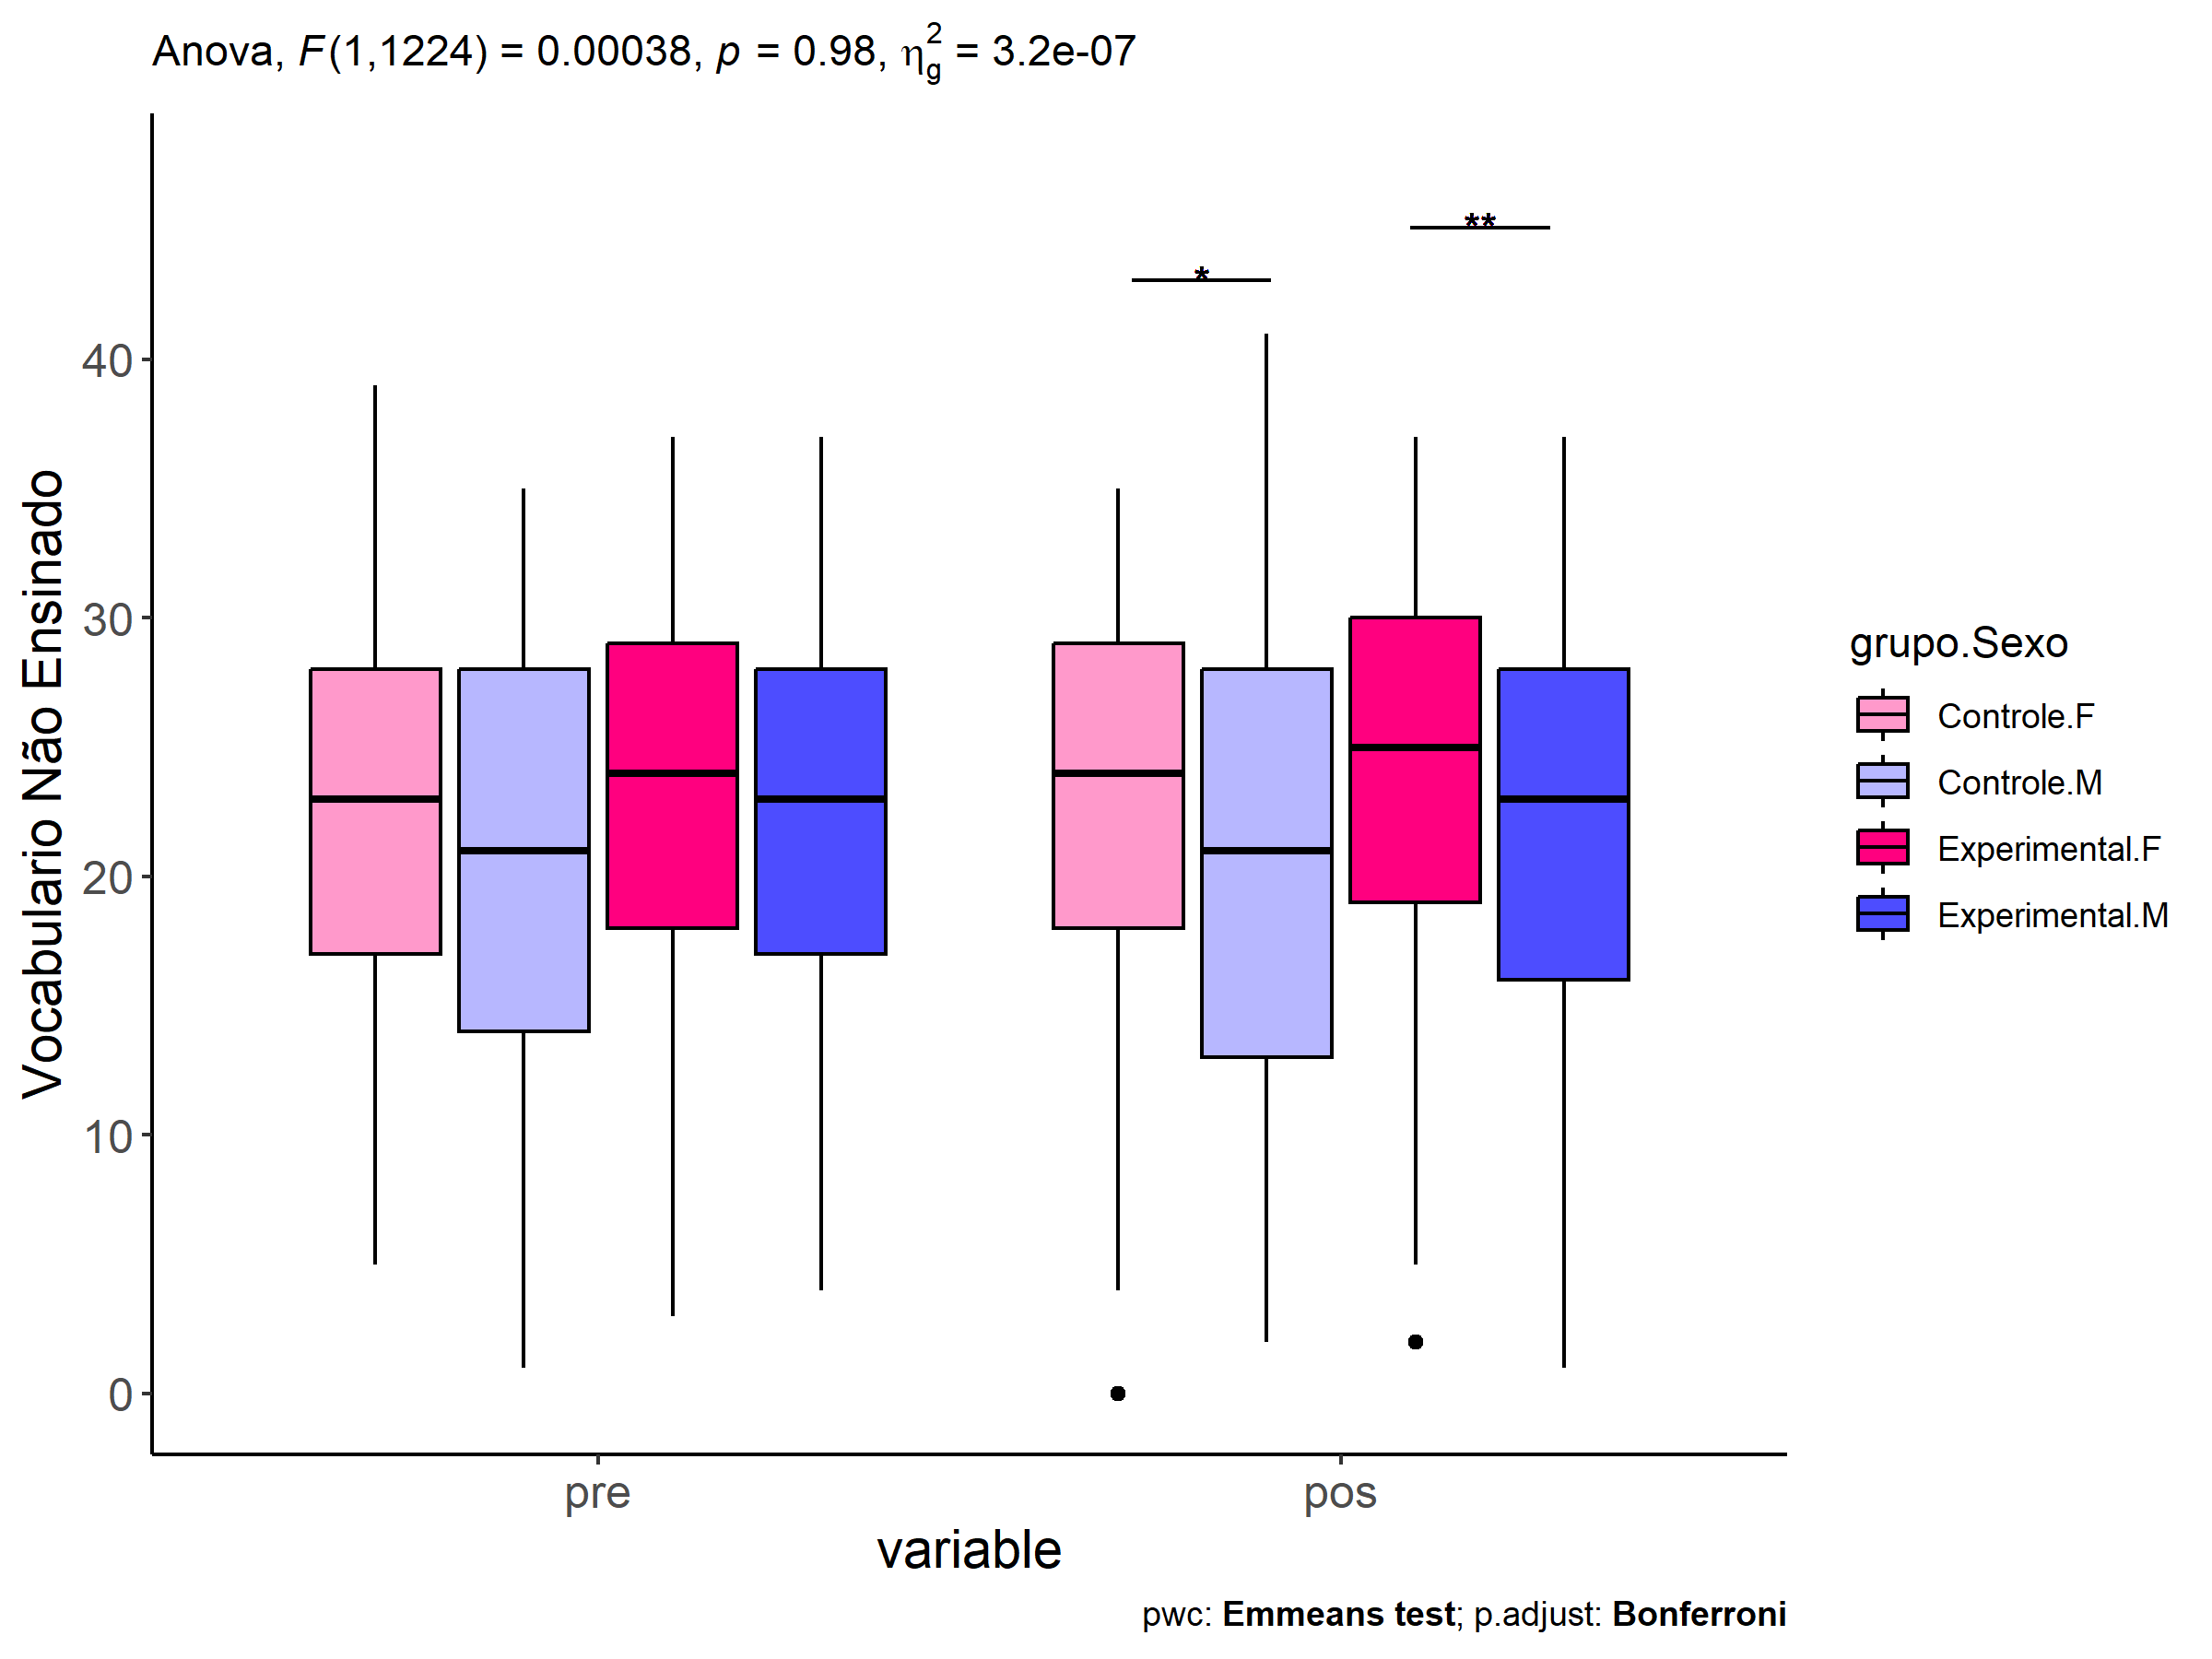 Anova, F(1,1224) = 0.00038, p = 0.98, η²g = 3.2e-07
**
*
40
30
20
10
0
Vocabulario Não Ensinado
pre
pos
variable
grupo.Sexo
Controle.F
Controle.M
Experimental.F
Experimental.M
pwc: Emmeans test; p.adjust: Bonferroni